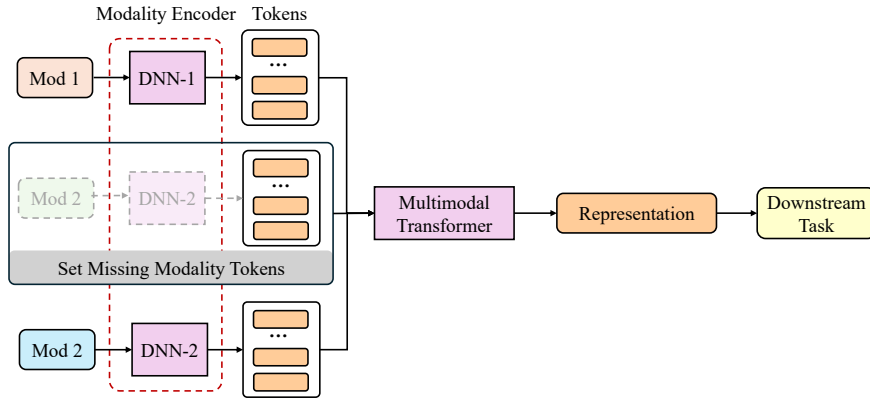 Modality Encoder
Tokens
Mod 1
DNN-1
...
Mod 2
DNN-2
...
Set Missing Modality Tokens
Multimodal
Transformer
Representation
Downstream
Task
Mod 2
DNN-2
...